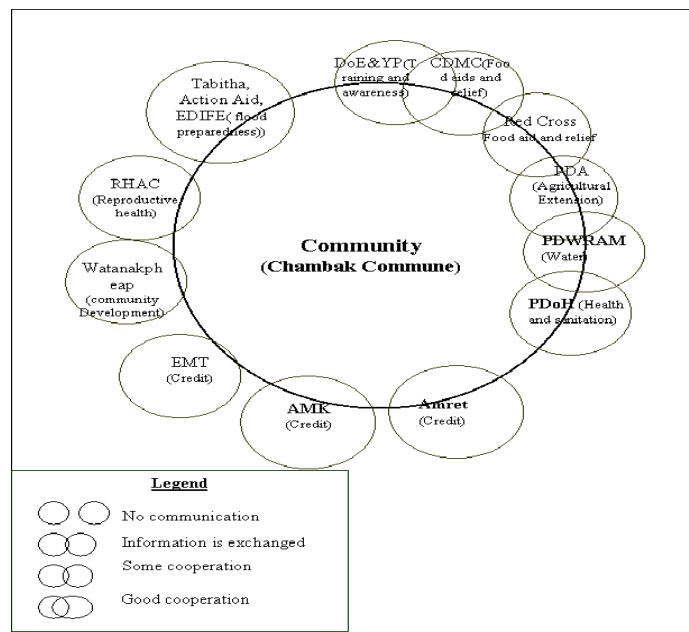 DoE&YP(T
raining and
awareness)
CDMC(Foo
d aids and
relief)
Tabitha,
Action Aid,
EDIFE( flood
preparedness))
Red Cross
Food aid and relief
PDA
(Agricultural
Extension)
RHAC
(Reproductive
health)
Community
(Chambak Commune)
PDWRAM
(Water)
Watanakph
eap
(community
Development)
PDoH (Health
and sanitation)
EMT
(Credit)
AMK
(Credit)
Amret
(Credit)
Legend
No communication
Information is exchanged
Some cooperation
Good cooperation